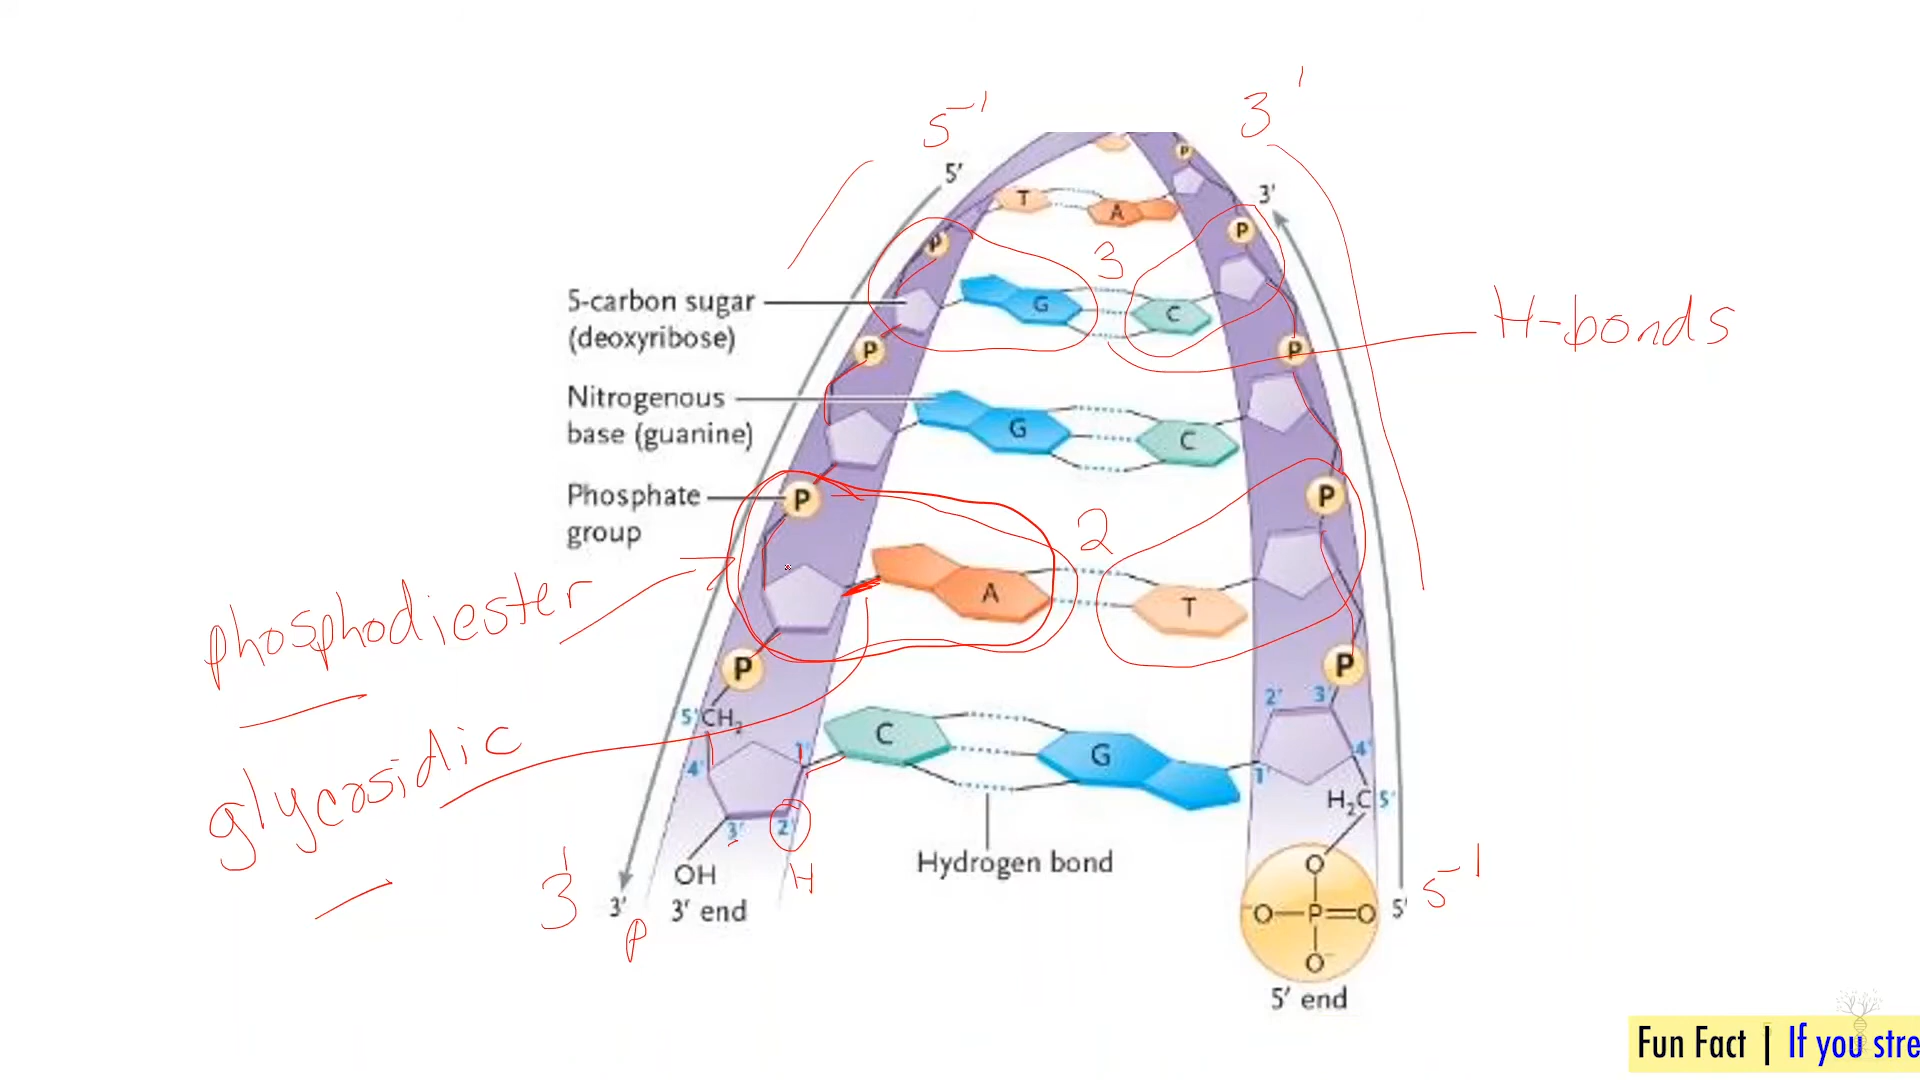 5' 3'
5'
3'
P
T A
P P
3
5-carbon sugar
(deoxyribose)
G C
H-bonds
P P
Nitrogenous
base (guanine)
G C
Phosphate
group
P P
2
A T
phosphodiester
P P
5' CH2
2' 3'
C G
glycosidic
1' 4'
4' 1'
H2C 5'
3' 2'
OH
H
Hydrogen bond
3'
3' 3' end
P
O
-O-P=O
O-
5' 5'
5' end
Fun Fact | If you stre